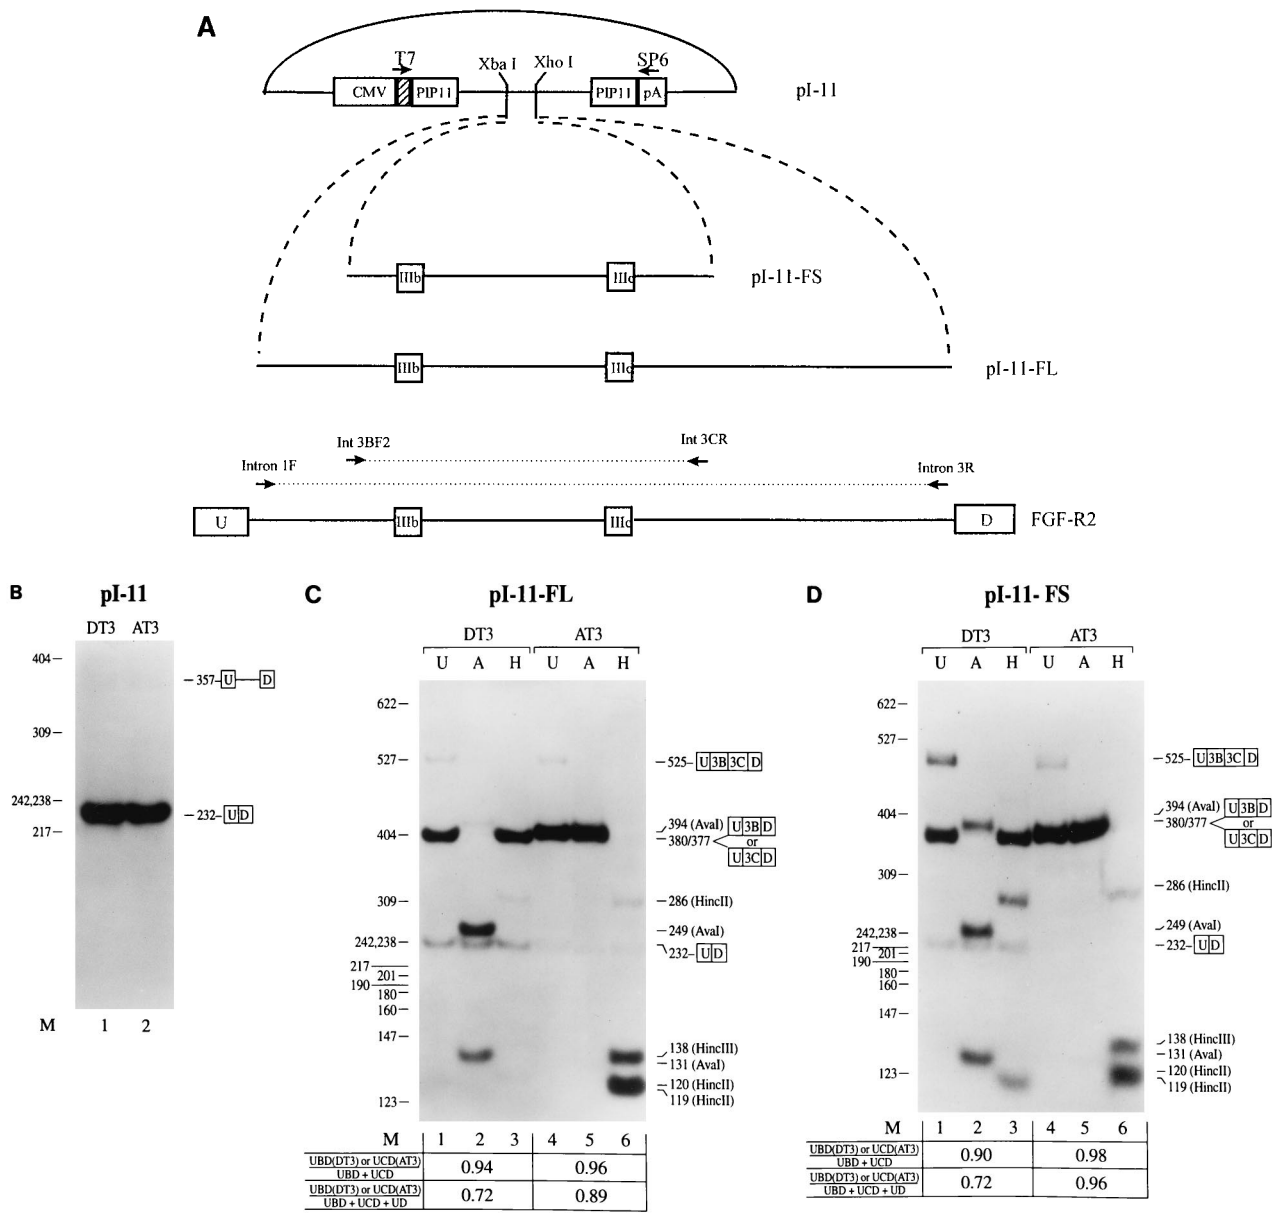 A
T7
Xba I
Xho I
SP6
CMV
PIP11
PIP11
pA
pI-11
IIIb
IIIc
pI-11-FS
IIIb
IIIc
pI-11-FL
Int 3BF2
Int 3CR
Intron 1F
Intron 3R
U
IIIb
IIIc
D
FGF-R2
B
pI-11
DT3 AT3
404
357 U D
309
242,238
232 U D
217
M 1 2
C
pI-11-FL
DT3 AT3
U A H U A H
622
527
525 U 3B 3C D
404
394 (AvaI) U 3B D
380/377 or
U 3C D
309
286 (HincII)
249 (AvaI)
242,238
232 U D
217
201
190
180
160
147
138 (HincIII)
131 (AvaI)
120 (HincII)
119 (HincII)
123
M 1 2 3 4 5 6
UBD(DT3) or UCD(AT3)
UBD + UCD
0.94 0.96
UBD(DT3) or UCD(AT3)
UBD + UCD + UD
0.72 0.89
D
pI-11- FS
DT3 AT3
U A H U A H
622
527
525 U 3B 3C D
404
394 (AvaI) U 3B D
380/377 or
U 3C D
309
286 (HincII)
249 (AvaI)
242,238
232 U D
217
201
190
180
160
147
138 (HincIII)
131 (AvaI)
120 (HincII)
119 (HincII)
123
M 1 2 3 4 5 6
UBD(DT3) or UCD(AT3)
UBD + UCD
0.90 0.98
UBD(DT3) or UCD(AT3)
UBD + UCD + UD
0.72 0.96